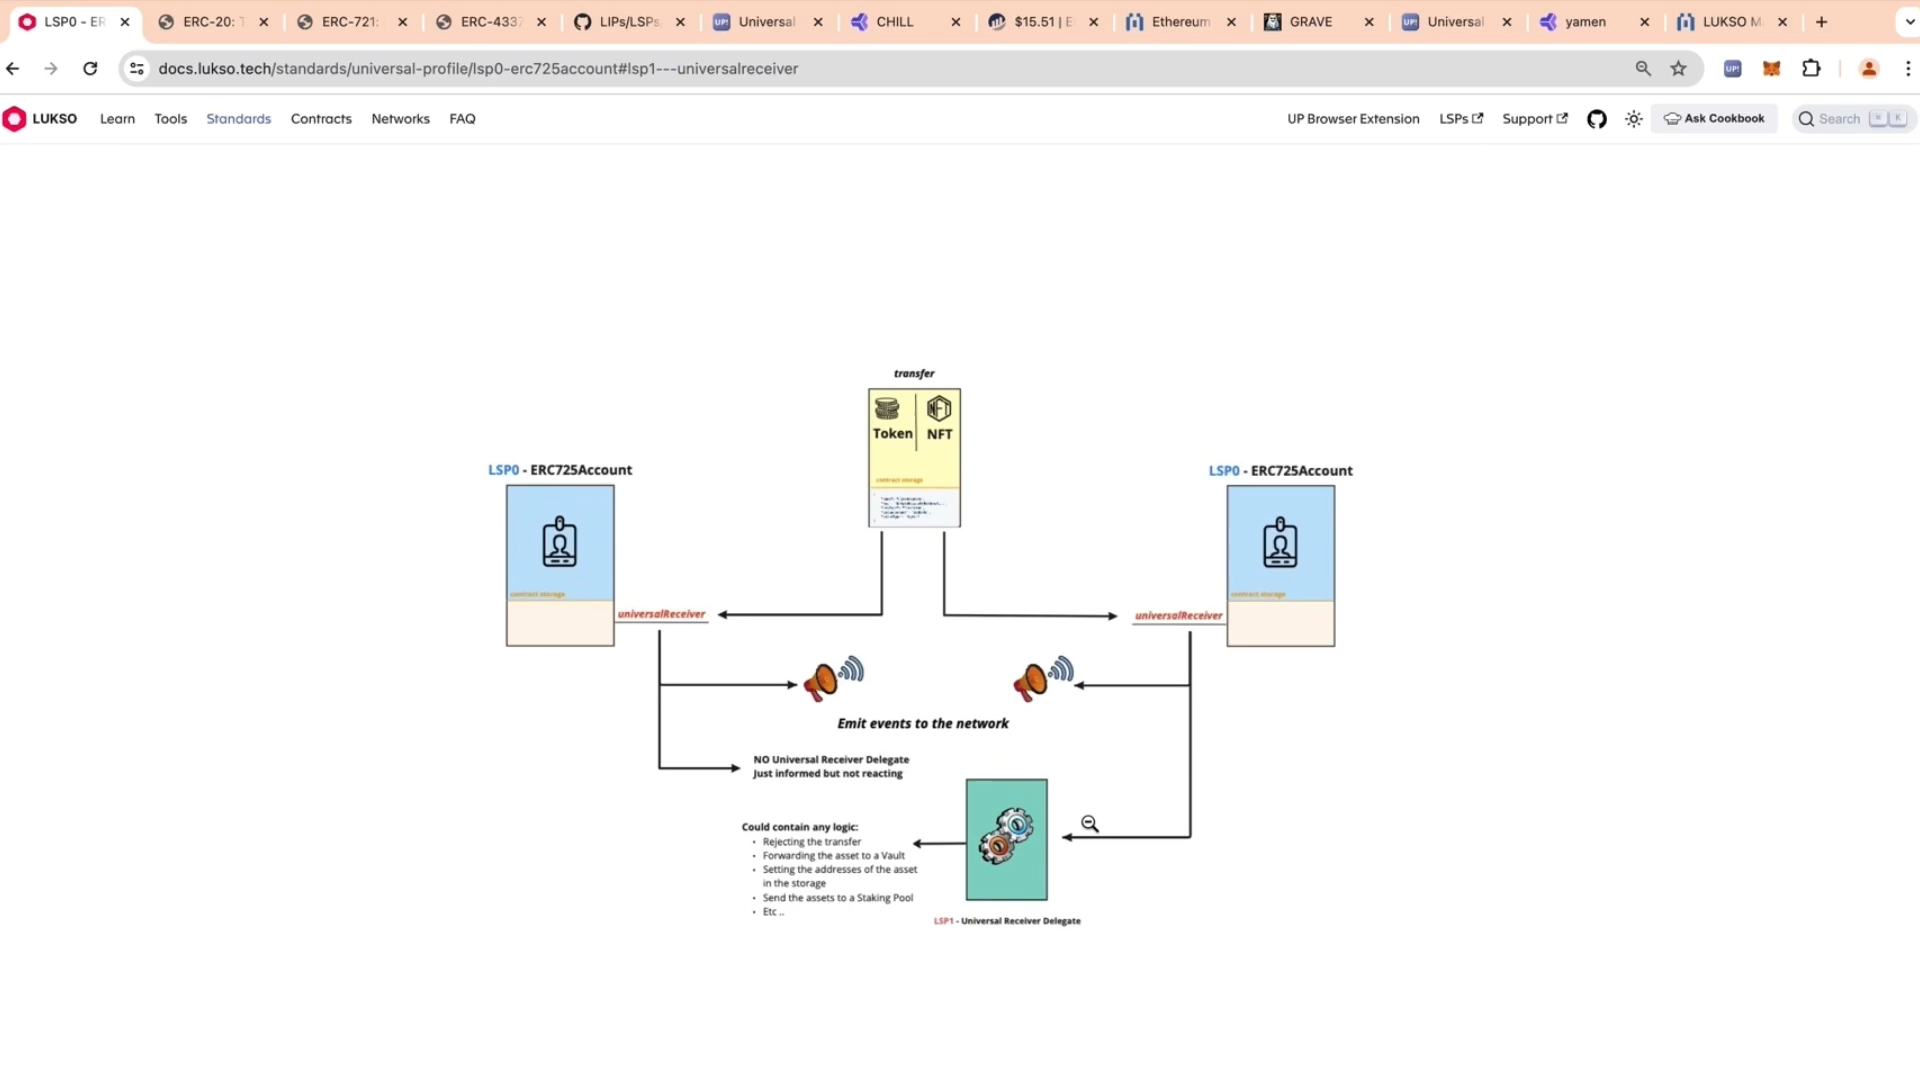 LSP0 - ER
ERC-20: T
ERC-721:
ERC-433
LIPs/LSPs
UP! Universal
CHILL
$15.51 | E
Ethereum
GRAVE
UP! Universal
yamen
LUKSO M
docs.lukso.tech/standards/universal-profile/lsp0-erc725account#lsp1---universalreceiver
UP!
LUKSO
Learn
Tools
Standards
Contracts
Networks
FAQ
UP Browser Extension
LSPs
Support
Ask Cookbook
Search
K
transfer
NFT
Token
NFT
contract storage
LSP0 - ERC725Account
contract storage
universalReceiver
LSP0 - ERC725Account
contract storage
universalReceiver
Emit events to the network
NO Universal Receiver Delegate
Just informed but not reacting
Could contain any logic:
• Rejecting the transfer
• Forwarding the asset to a Vault
• Setting the addresses of the asset
in the storage
• Send the assets to a Staking Pool
• Etc ..
LSP1 - Universal Receiver Delegate